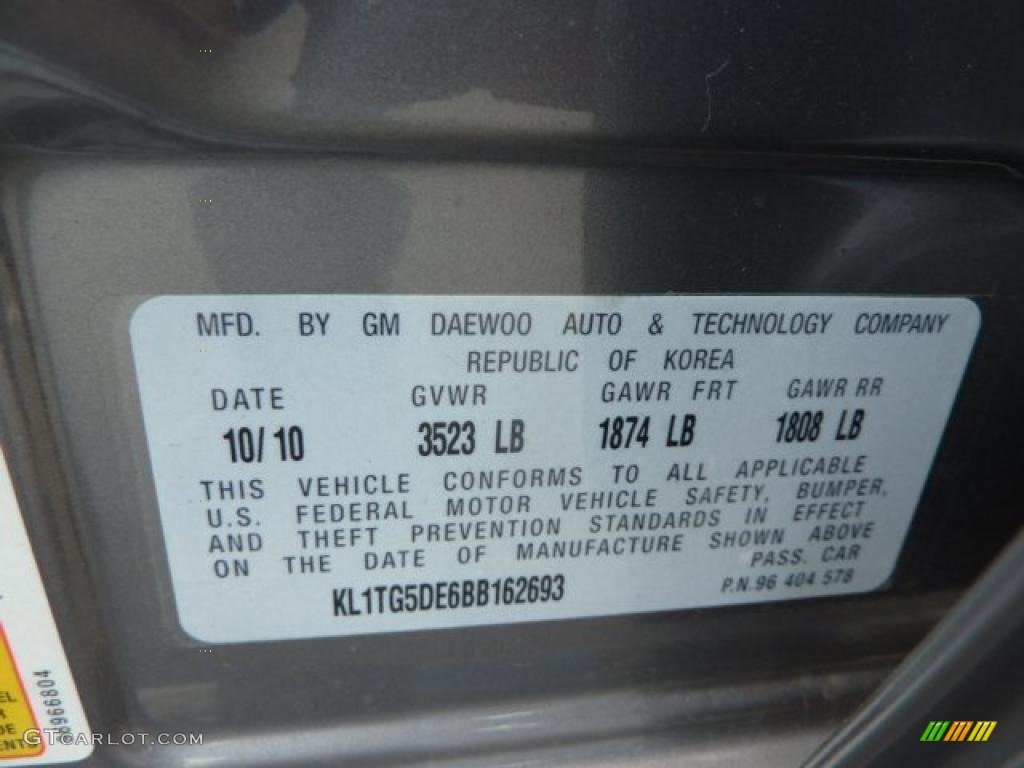 MFD. BY GM DAEWOO AUTO & TECHNOLOGY COMPANY
REPUBLIC OF KOREA
DATE GVWR GAWR FRT GAWR RR
10/10 3523 LB 1874 LB 1808 LB
THIS VEHICLE CONFORMS TO ALL APPLICABLE
U.S. FEDERAL MOTOR VEHICLE SAFETY, BUMPER,
AND THEFT PREVENTION STANDARDS IN EFFECT
ON THE DATE OF MANUFACTURE SHOWN ABOVE
PASS. CAR
KL1TG5DE6BB162693 P.N.96 404 578
GTCARLOT.COM